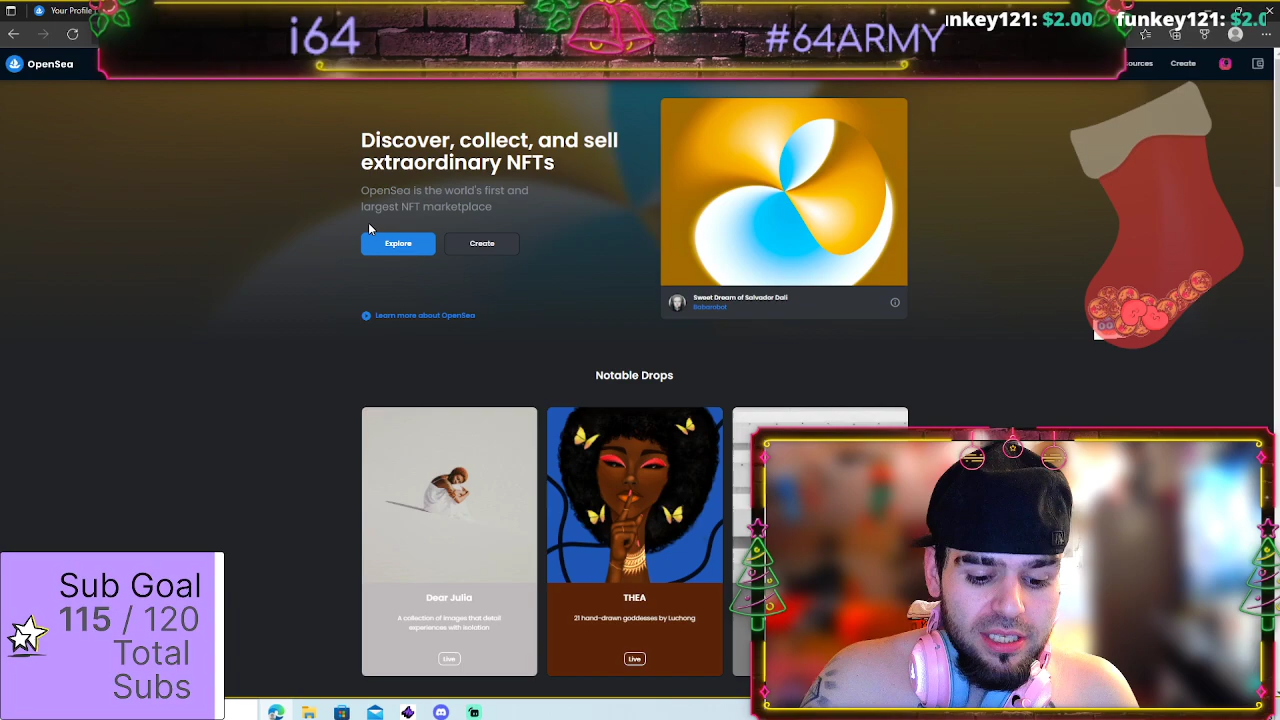 Your Profile
i64
#64ARMY
nkey121: $2.00
funkey121: $2.0
OpenSea
ources
Create
Discover, collect, and sell
extraordinary NFTs
OpenSea is the world's first and
largest NFT marketplace
Explore
Create
Learn more about OpenSea
Sweet Dream of Salvador Dali
Notable Drops
Dear Julia
A collection of images that detail
experiences with isolation
Live
THEA
21 hand-drawn goddesses by Luchong
Live
Sub Goal
115 / 120
Total
Subs